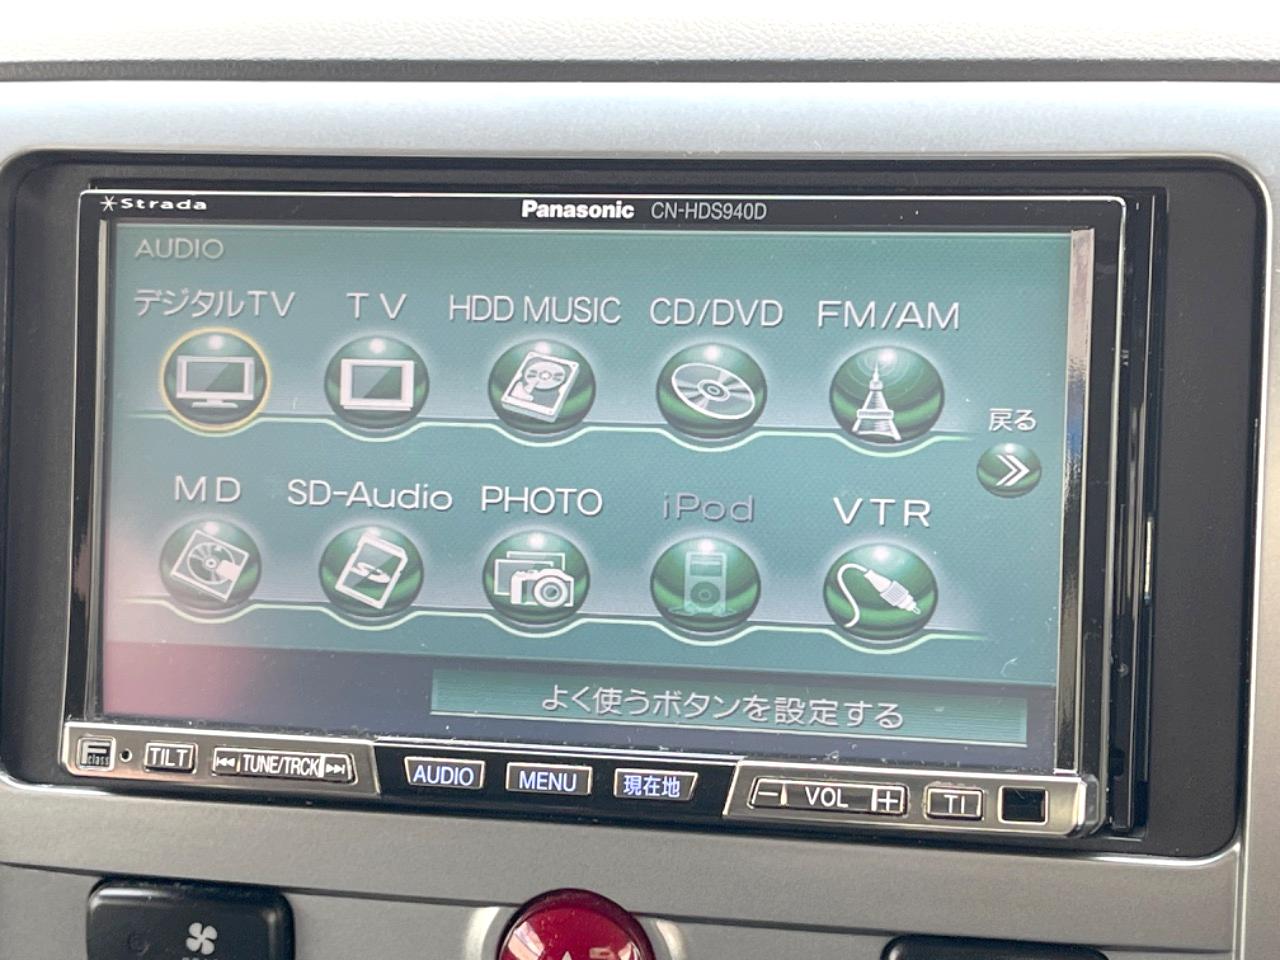 Strada
Panasonic CN-HDS940D
AUDIO
デジタルTV TV HDD MUSIC CD/DVD FM/AM
戻る
MD SD-Audio PHOTO iPod VTR
よく使うボタンを設定する
F class TILT TUNE/TRCK AUDIO MENU 現在地 − VOL + TI